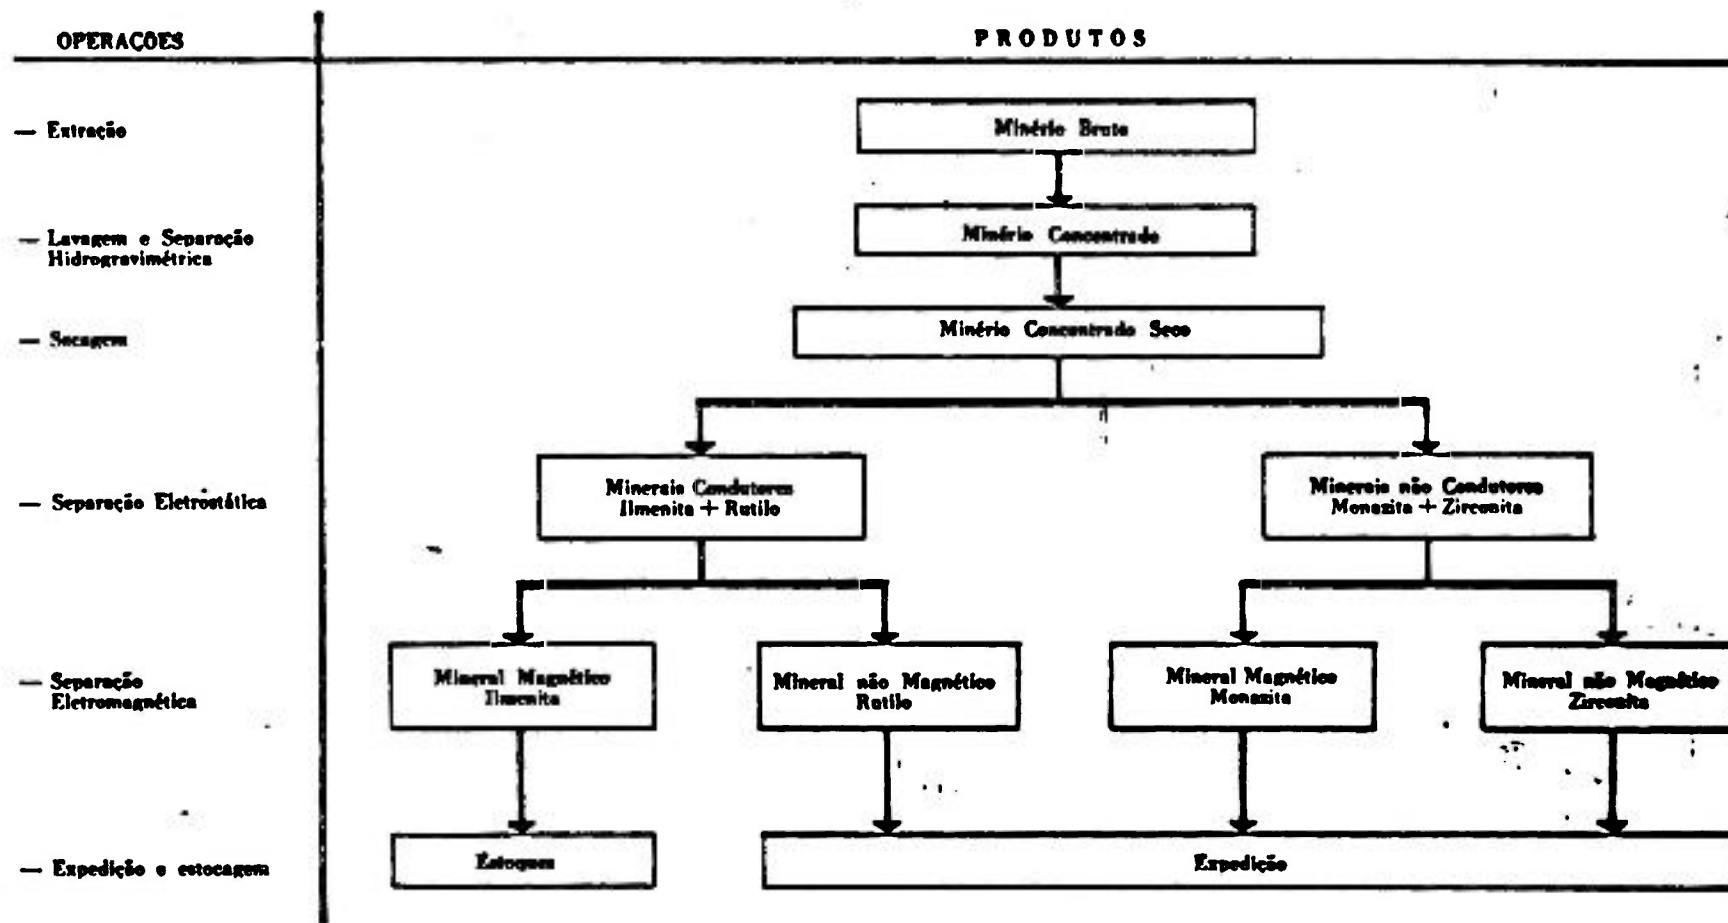 OPERAÇÕES
PRODUTOS
— Extração
Minério Bruto
— Lavagem e Separação
Hidrogravimétrica
Minério Concentrado
— Secagem
Minério Concentrado Seco
— Separação Eletrostática
Minerais Condutores
Ilmenita + Rutilo
Minerais não Condutores
Monazita + Zirconita
— Separação
Eletromagnética
Mineral Magnético
Ilmenita
Mineral não Magnético
Rutilo
Mineral Magnético
Monazita
Mineral não Magnético
Zirconita
— Expedição e estocagem
Estoques
Expedição